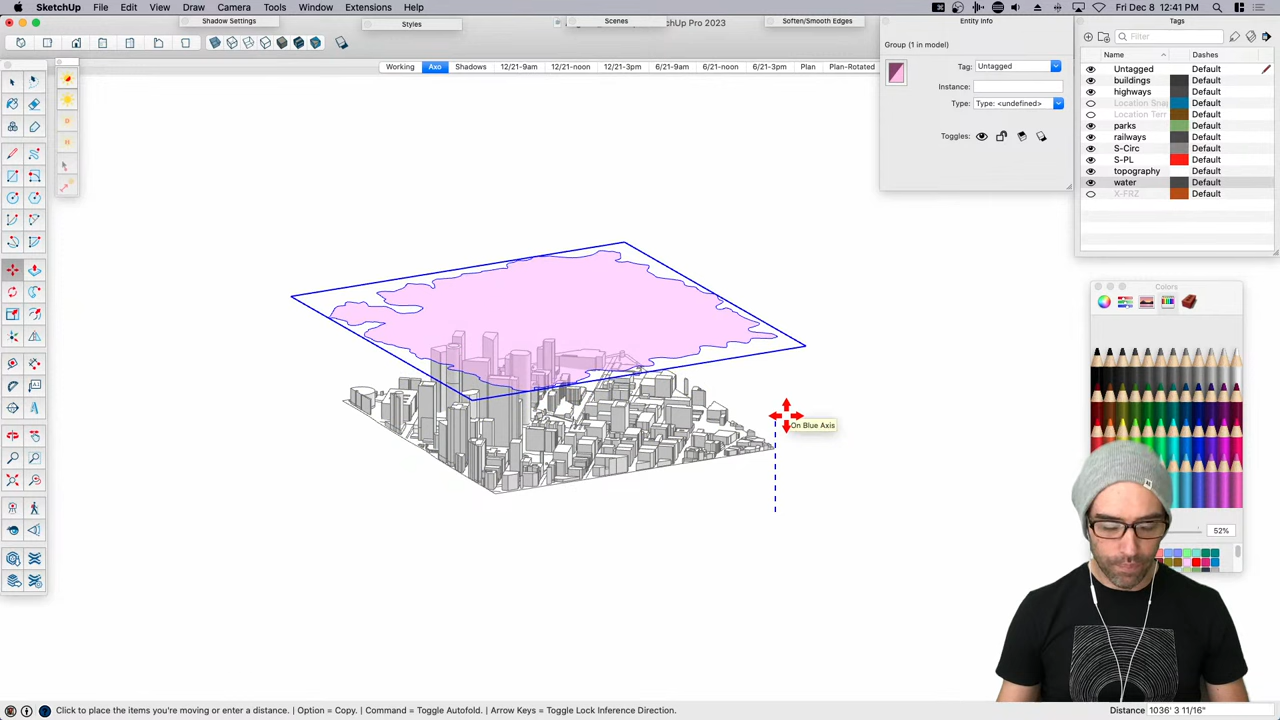 SketchUp File Edit View Draw Camera Tools Window Extensions Help
Fri Dec 8 12:41 PM
Shadow Settings
Styles
Scenes
SketchUp Pro 2023
Soften/Smooth Edges
Entity Info
Tags
Working Axo Shadows 12/21-9am 12/21-noon 12/21-3pm 6/21-9am 6/21-noon 6/21-3pm Plan Plan-Rotated
Group (1 in model)
Tag: Untagged
Instance:
Type: Type: <undefined>
Toggles:
Filter
Name Dashes
Untagged Default
buildings Default
highways Default
Location Default
Location Default
parks Default
railways Default
S-Circ Default
S-PL Default
topography Default
water Default
X-FRZ Default
Colors
52%
On Blue Axis
Click to place the items you're moving or enter a distance. | Option = Copy. | Command = Toggle Autofold. | Arrow Keys = Toggle Lock Inference Direction.
Distance 1036' 3 11/16"